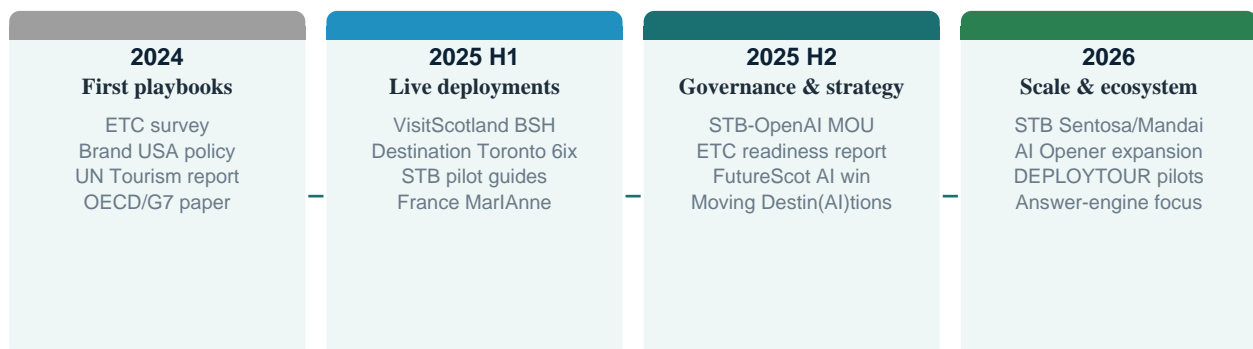 2024
First playbooks
ETC survey
Brand USA policy
UN Tourism report
OECD/G7 paper
2025 H1
Live deployments
VisitScotland BSH
Destination Toronto 6ix
STB pilot guides
France MarIAnne
2025 H2
Governance & strategy
STB-OpenAI MOU
ETC readiness report
FutureScot AI win
Moving Destin(AI)tions
2026
Scale & ecosystem
STB Sentosa/Mandai
AI Opener expansion
DEPLOYTOUR pilots
Answer-engine focus